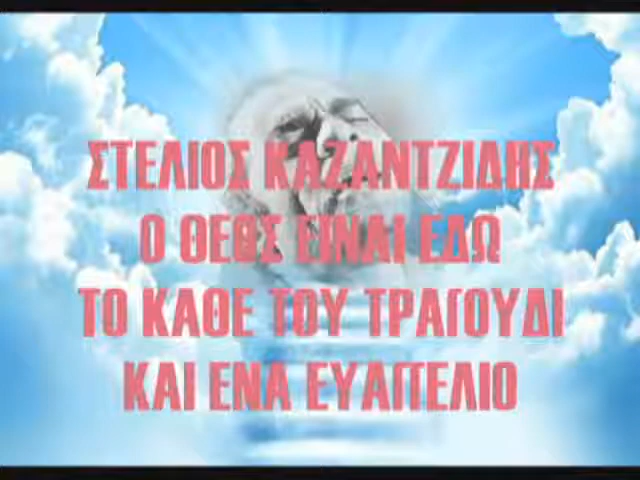 ΣΤΕΛΙΟΣ ΚΑΖΑΝΤΖΙΔΗΣ
Ο ΘΕΟΣ ΕΙΝΑΙ ΕΔΩ
ΤΟ ΚΑΘΕ ΤΟΥ ΤΡΑΓΟΥΔΙ
ΚΑΙ ΕΝΑ ΕΥΑΓΓΕΛΙΟ